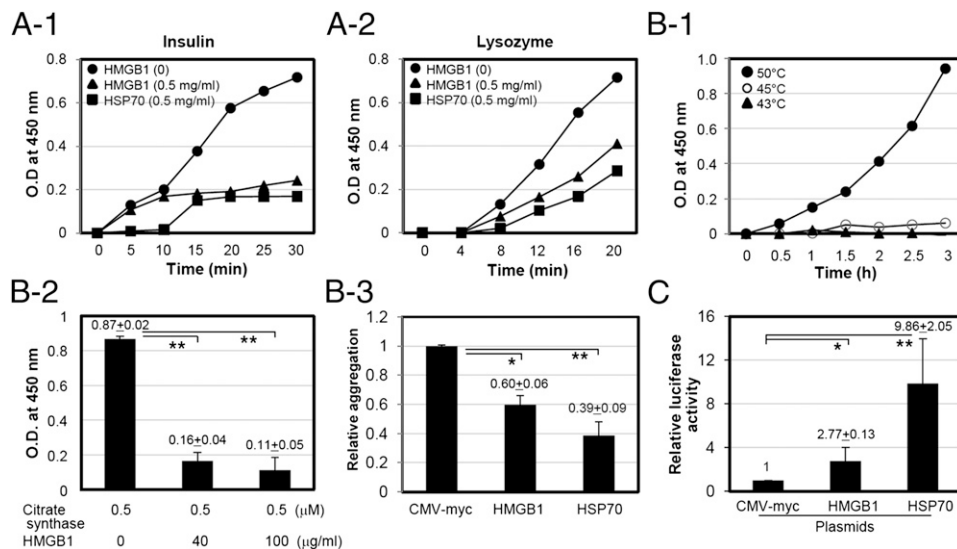 A-1
Insulin
O.D at 450 nm
0.8
0.6
0.4
0.2
0
HMGB1 (0)
HMGB1 (0.5 mg/ml)
HSP70 (0.5 mg/ml)
0 5 10 15 20 25 30
Time (min)
A-2
Lysozyme
O.D at 450 nm
0.8
0.6
0.4
0.2
0
HMGB1 (0)
HMGB1 (0.5 mg/ml)
HSP70 (0.5 mg/ml)
0 4 8 12 16 20
Time (min)
B-1
O.D at 450 nm
1.0
0.8
0.6
0.4
0.2
0
50°C
45°C
43°C
0 0.5 1 1.5 2 2.5 3
Time (h)
B-2
O.D. at 450 nm
1
0.8
0.6
0.4
0.2
0
0.87±0.02
**
**
0.16±0.04
0.11±0.05
Citrate synthase 0.5 0.5 0.5 (μM)
HMGB1 0 40 100 (μg/ml)
B-3
Relative aggregation
1.2
1
0.8
0.6
0.4
0.2
0
*
**
0.60±0.06
0.39±0.09
CMV-myc HMGB1 HSP70
C
Relative luciferase activity
16
12
8
4
0
9.86±2.05
*
**
2.77±0.13
1
CMV-myc HMGB1 HSP70
Plasmids